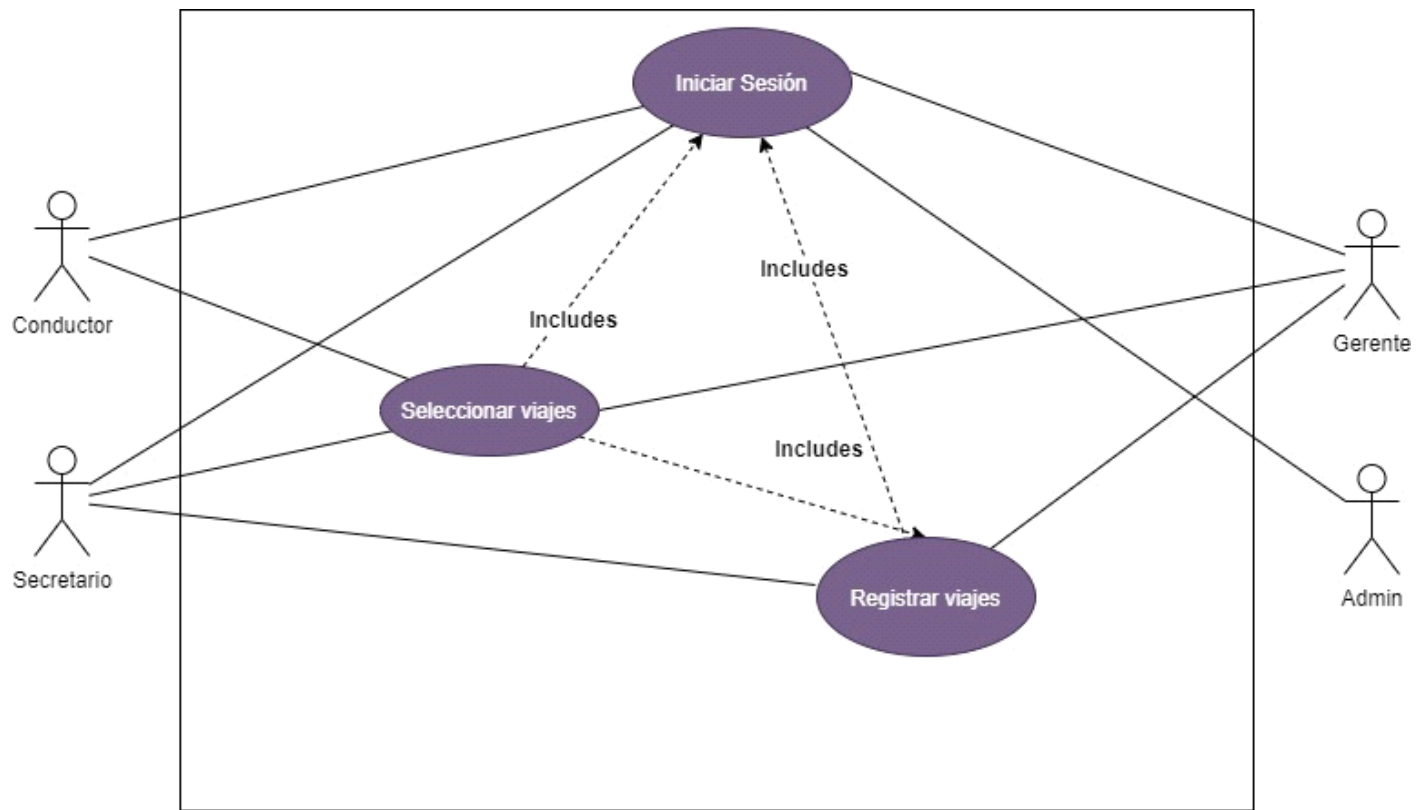 Iniciar Sesión
Includes
Includes
Conductor
Gerente
Seleccionar viajes
Includes
Secretario
Registrar viajes
Admin